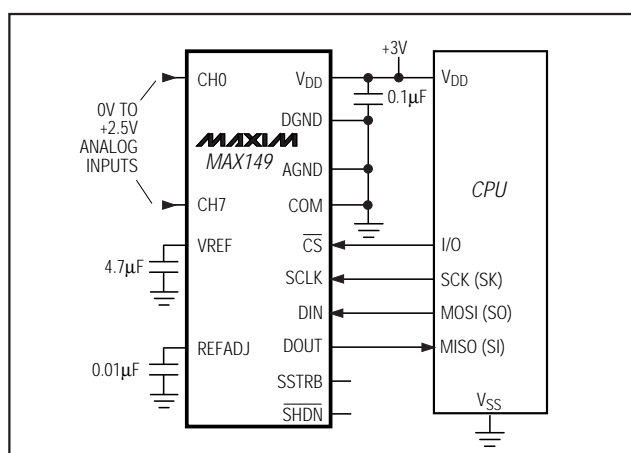 +3V
CH0
VDD
VDD
0.1µF
0V TO
+2.5V
ANALOG
INPUTS
DGND
MAXIM
MAX149
AGND
CPU
CH7
COM
VREF
CS
I/O
4.7µF
SCLK
SCK (SK)
DIN
MOSI (SO)
REFADJ
DOUT
MISO (SI)
0.01µF
SSTRB
SHDN
VSS